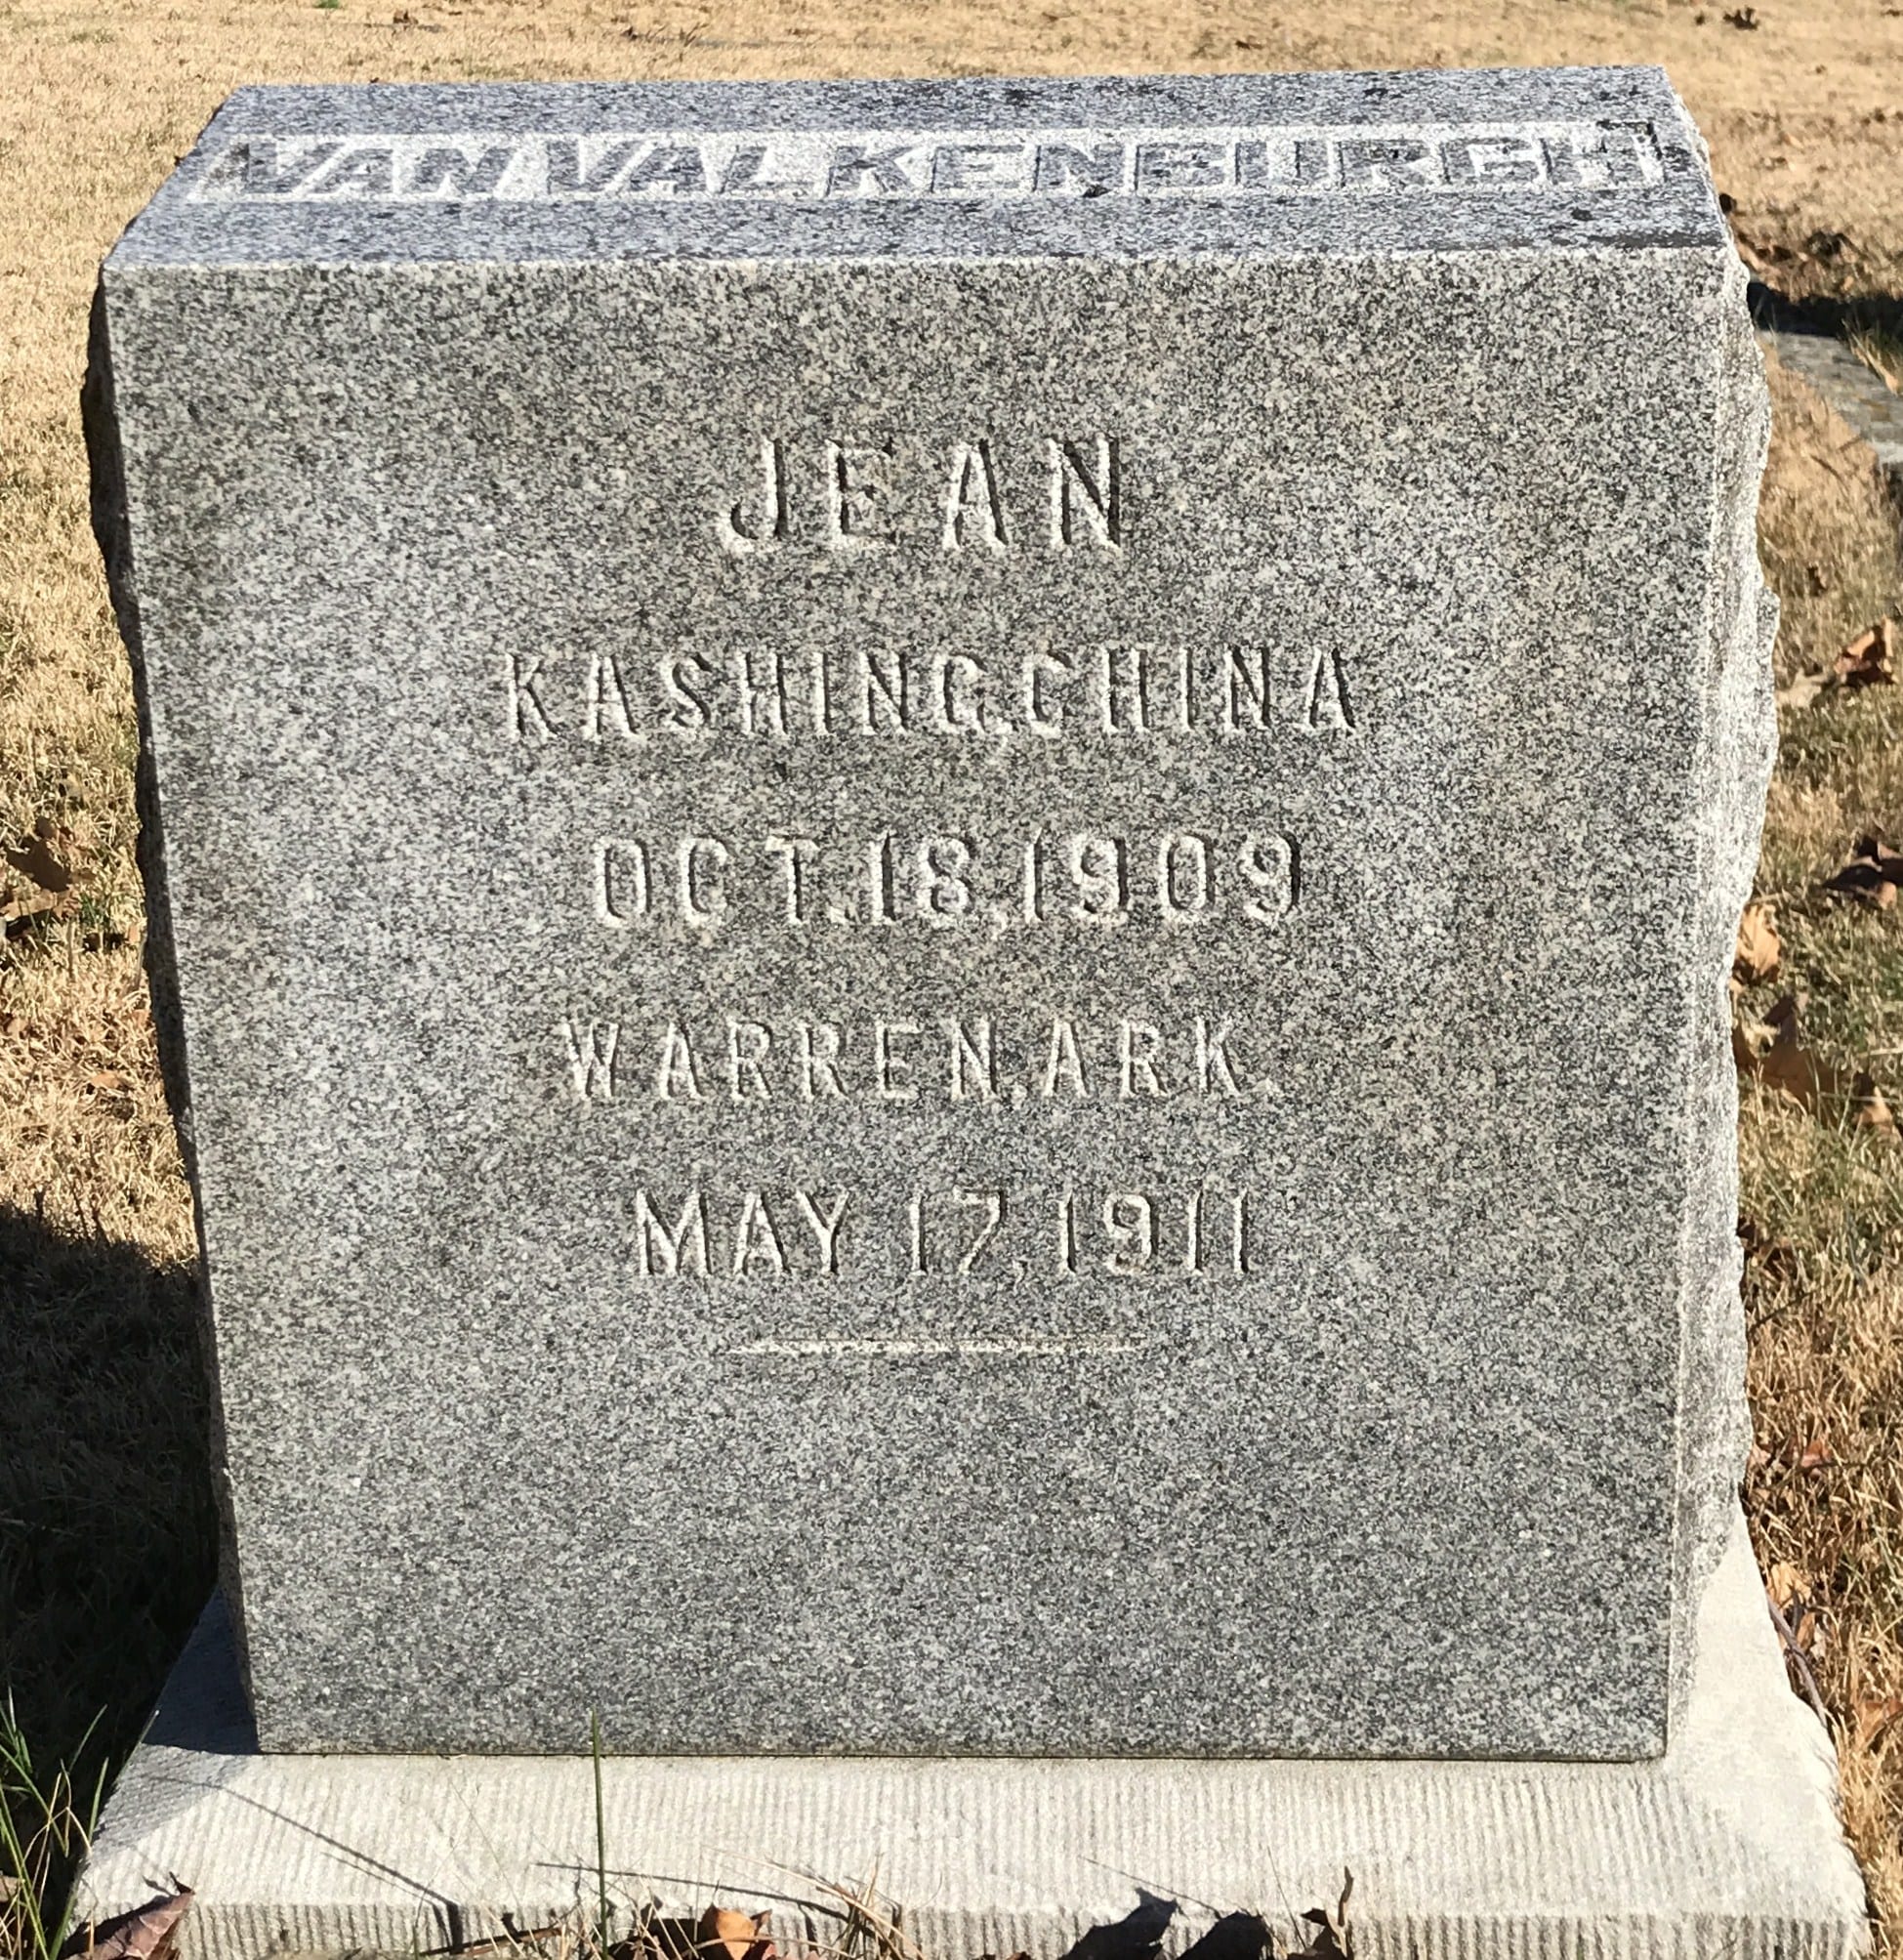 VAN VALKENBURGH
JEAN
KASHING, CHINA
OCT. 18, 1909
WARREN, ARK.
MAY 17, 1911